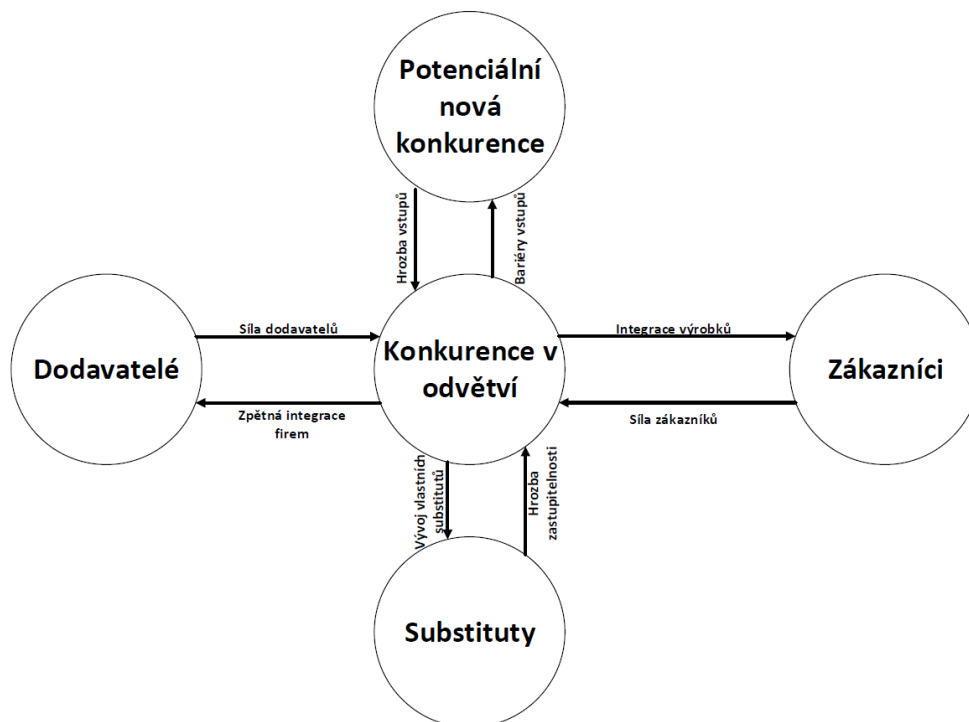 Potenciální
nová
konkurence
Hrozba vstupů
Bariéry vstupů
Síla dodavatelů
Integrace výrobků
Dodavatelé
Konkurence v
odvětví
Zákazníci
Zpětná integrace
firem
Síla zákazníků
Vývoj vlastních
substitutů
Hrozba
zastupitelnosti
Substituty